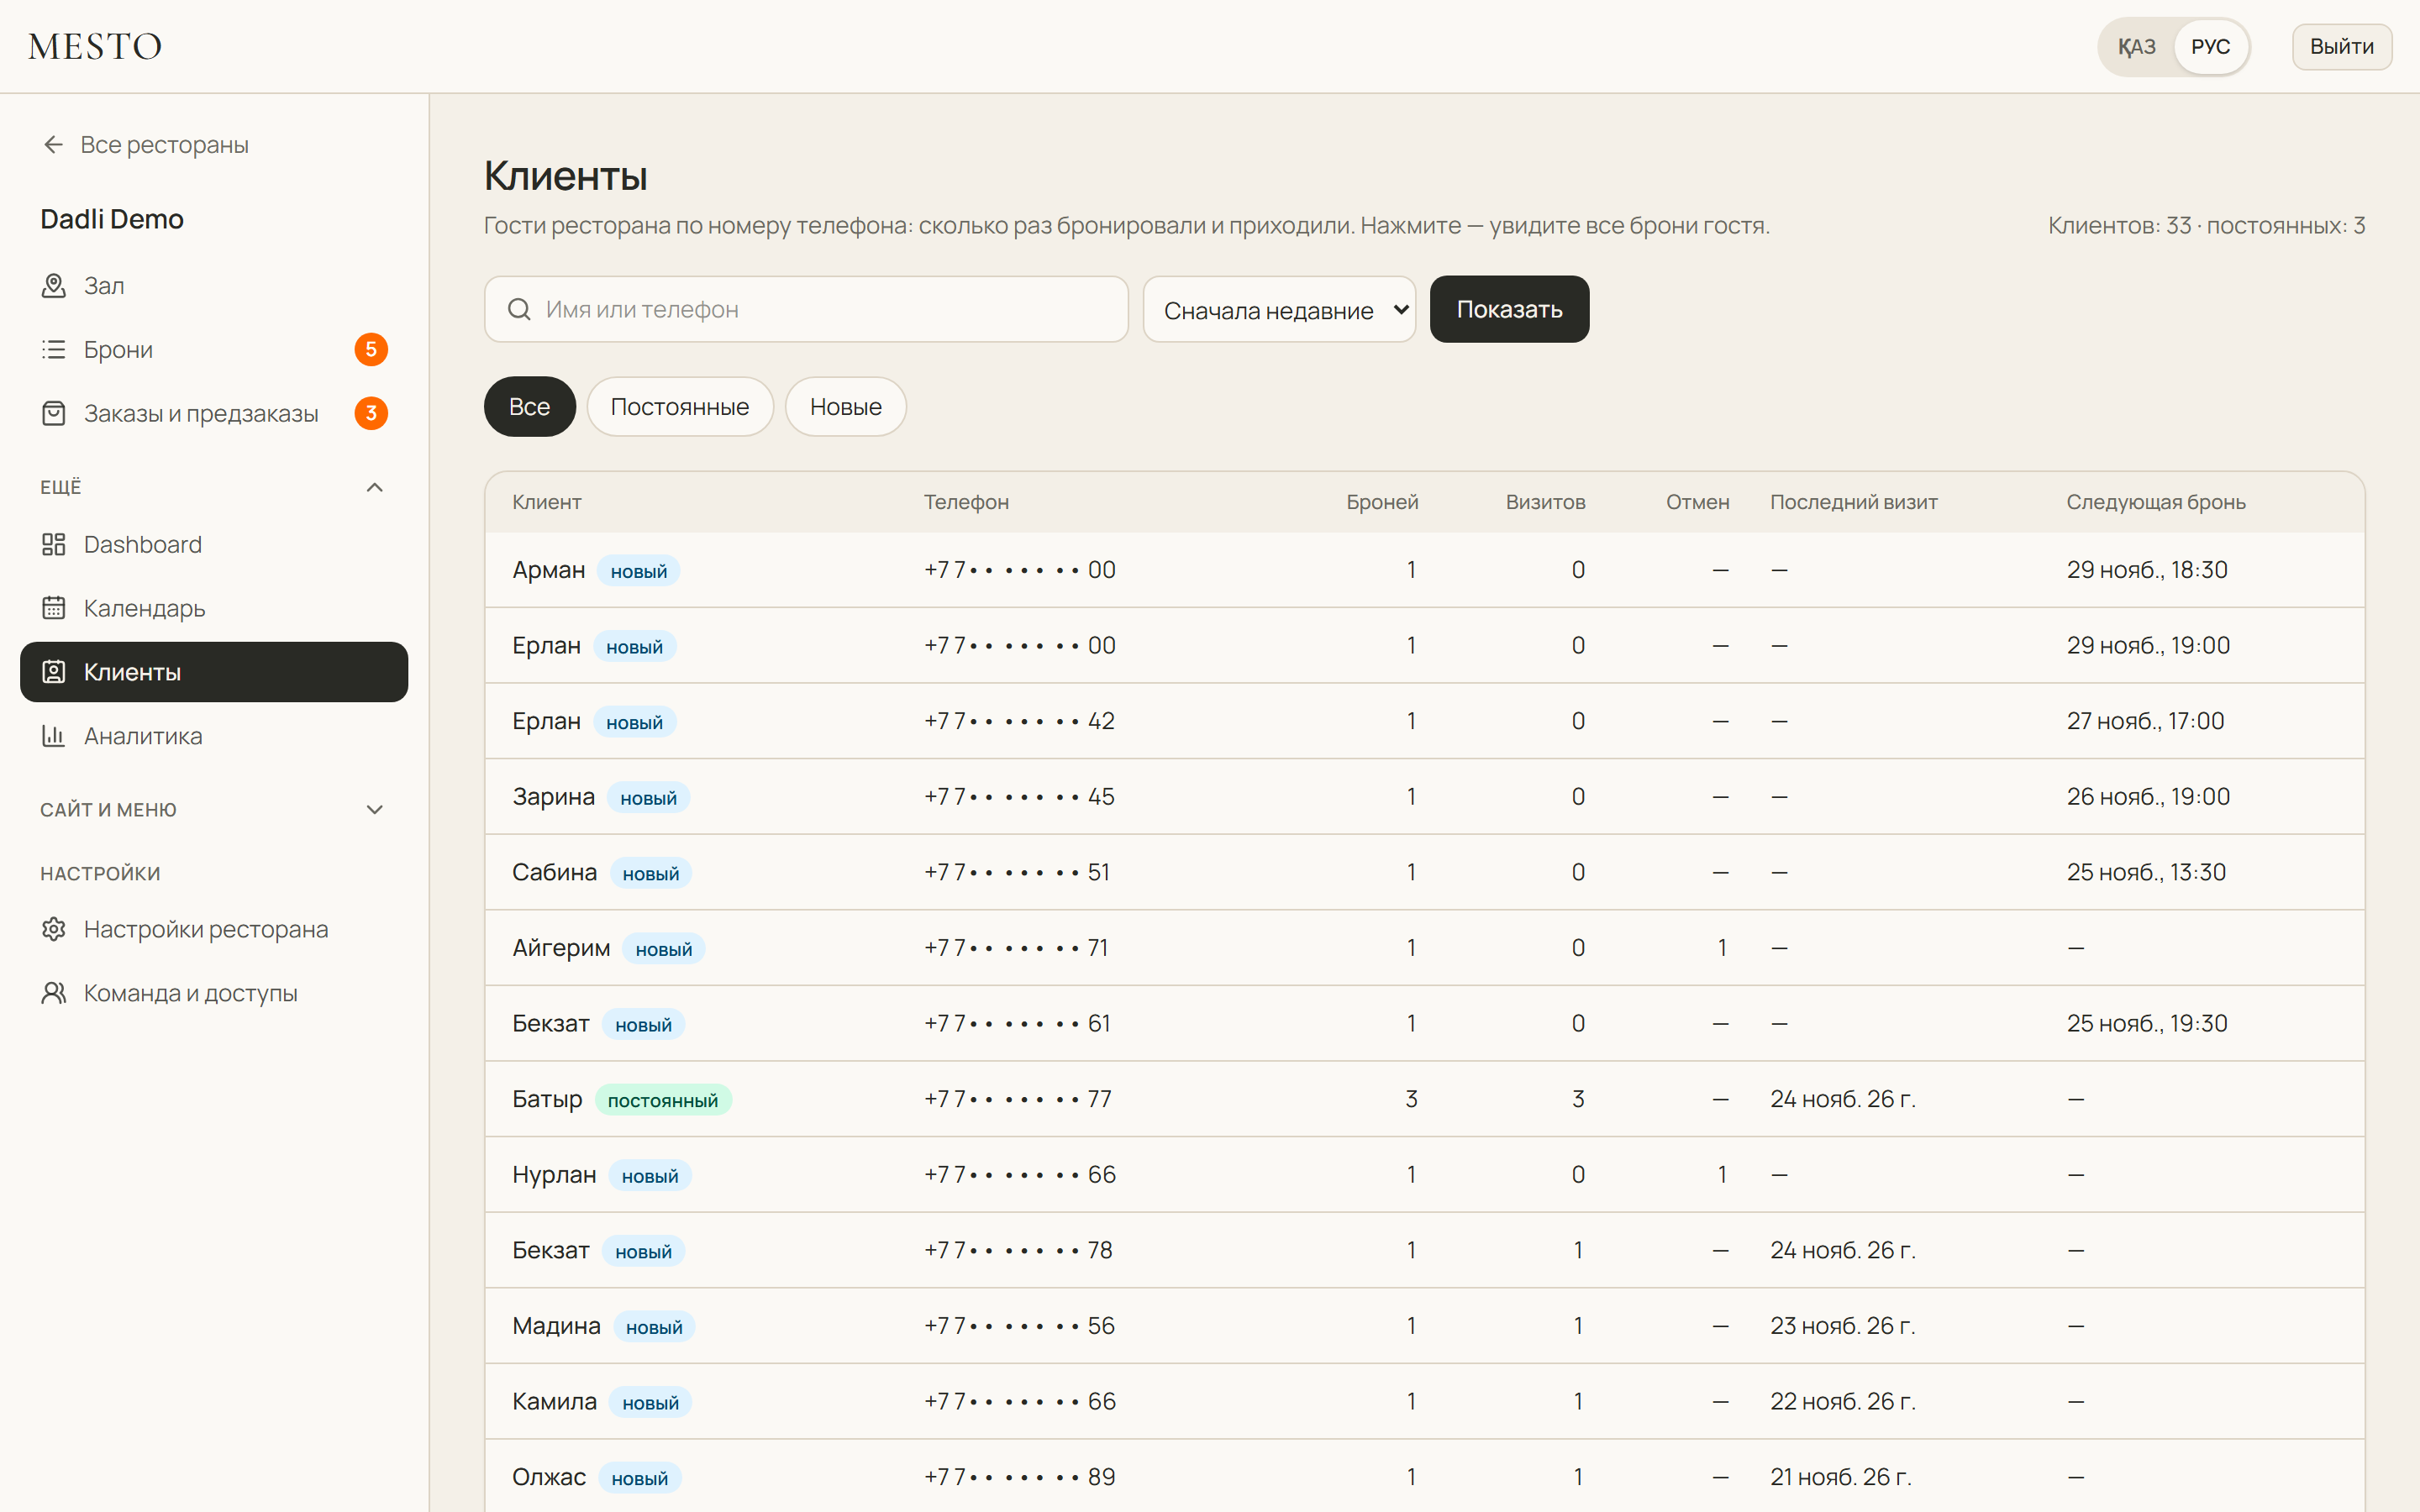 MESTO
ҚАЗ РУС Выйти
Все рестораны
Dadli Demo
Зал
Брони 5
Заказы и предзаказы 3
ЕЩЁ
Dashboard
Календарь
Клиенты
Аналитика
САЙТ И МЕНЮ
НАСТРОЙКИ
Настройки ресторана
Команда и доступы
Клиенты
Гости ресторана по номеру телефона: сколько раз бронировали и приходили. Нажмите — увидите все брони гостя.
Клиентов: 33 · постоянных: 3
Имя или телефон Сначала недавние Показать
Все Постоянные Новые
Клиент Телефон Броней Визитов Отмен Последний визит Следующая бронь
Арман новый +7 7•• ••• •• 00 1 0 — — 29 нояб., 18:30
Ерлан новый +7 7•• ••• •• 00 1 0 — — 29 нояб., 19:00
Ерлан новый +7 7•• ••• •• 42 1 0 — — 27 нояб., 17:00
Зарина новый +7 7•• ••• •• 45 1 0 — — 26 нояб., 19:00
Сабина новый +7 7•• ••• •• 51 1 0 — — 25 нояб., 13:30
Айгерим новый +7 7•• ••• •• 71 1 0 1 — —
Бекзат новый +7 7•• ••• •• 61 1 0 — — 25 нояб., 19:30
Батыр постоянный +7 7•• ••• •• 77 3 3 — 24 нояб. 26 г. —
Нурлан новый +7 7•• ••• •• 66 1 0 1 — —
Бекзат новый +7 7•• ••• •• 78 1 1 — 24 нояб. 26 г. —
Мадина новый +7 7•• ••• •• 56 1 1 — 23 нояб. 26 г. —
Камила новый +7 7•• ••• •• 66 1 1 — 22 нояб. 26 г. —
Олжас новый +7 7•• ••• •• 89 1 1 — 21 нояб. 26 г. —